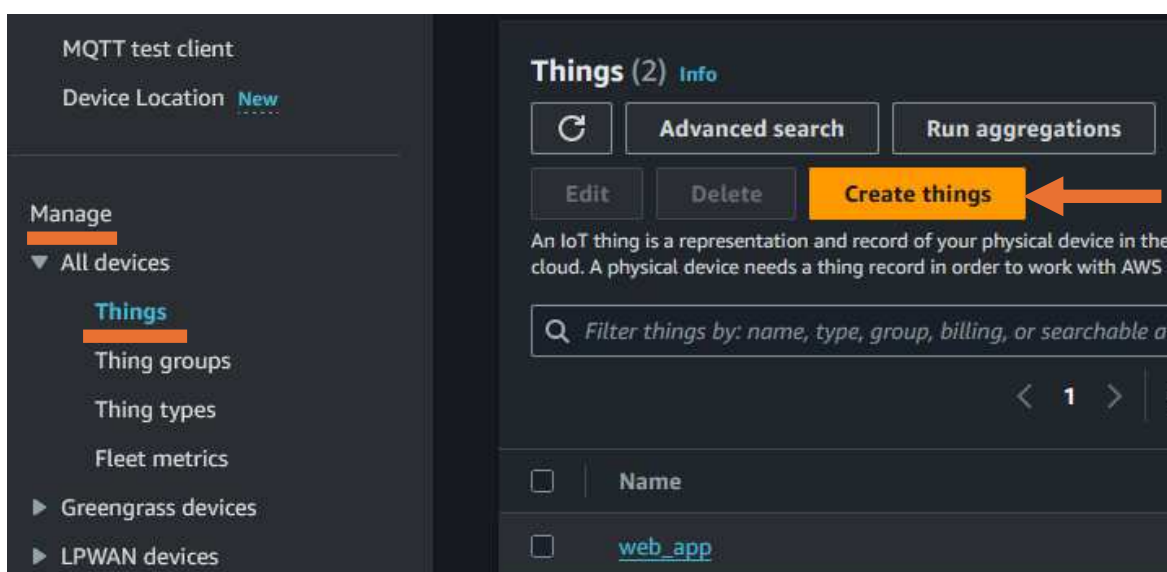 MQTT test client
Device Location New
Manage
All devices
Things
Thing groups
Thing types
Fleet metrics
Greengrass devices
LPWAN devices
Things (2) Info
Advanced search Run aggregations
Edit Delete Create things
An IoT thing is a representation and record of your physical device in the
cloud. A physical device needs a thing record in order to work with AWS
Filter things by: name, type, group, billing, or searchable a
1
Name
web_app